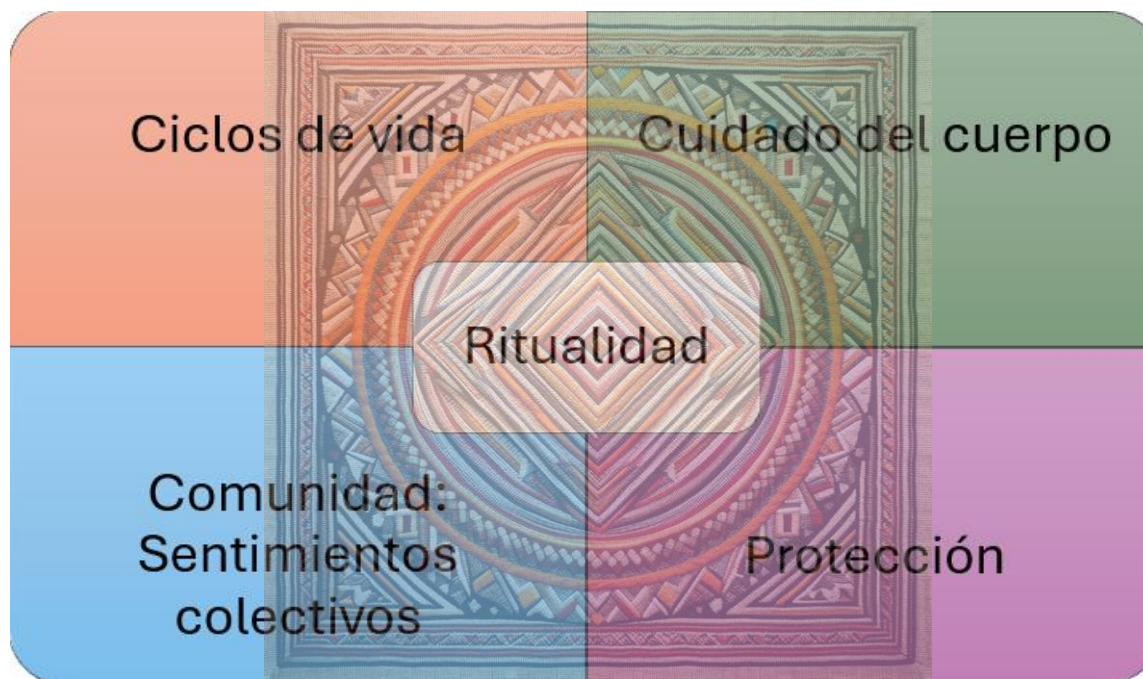 Ciclos de vida
Cuidado del cuerpo
Ritualidad
Comunidad:
Sentimientos
colectivos
Protección